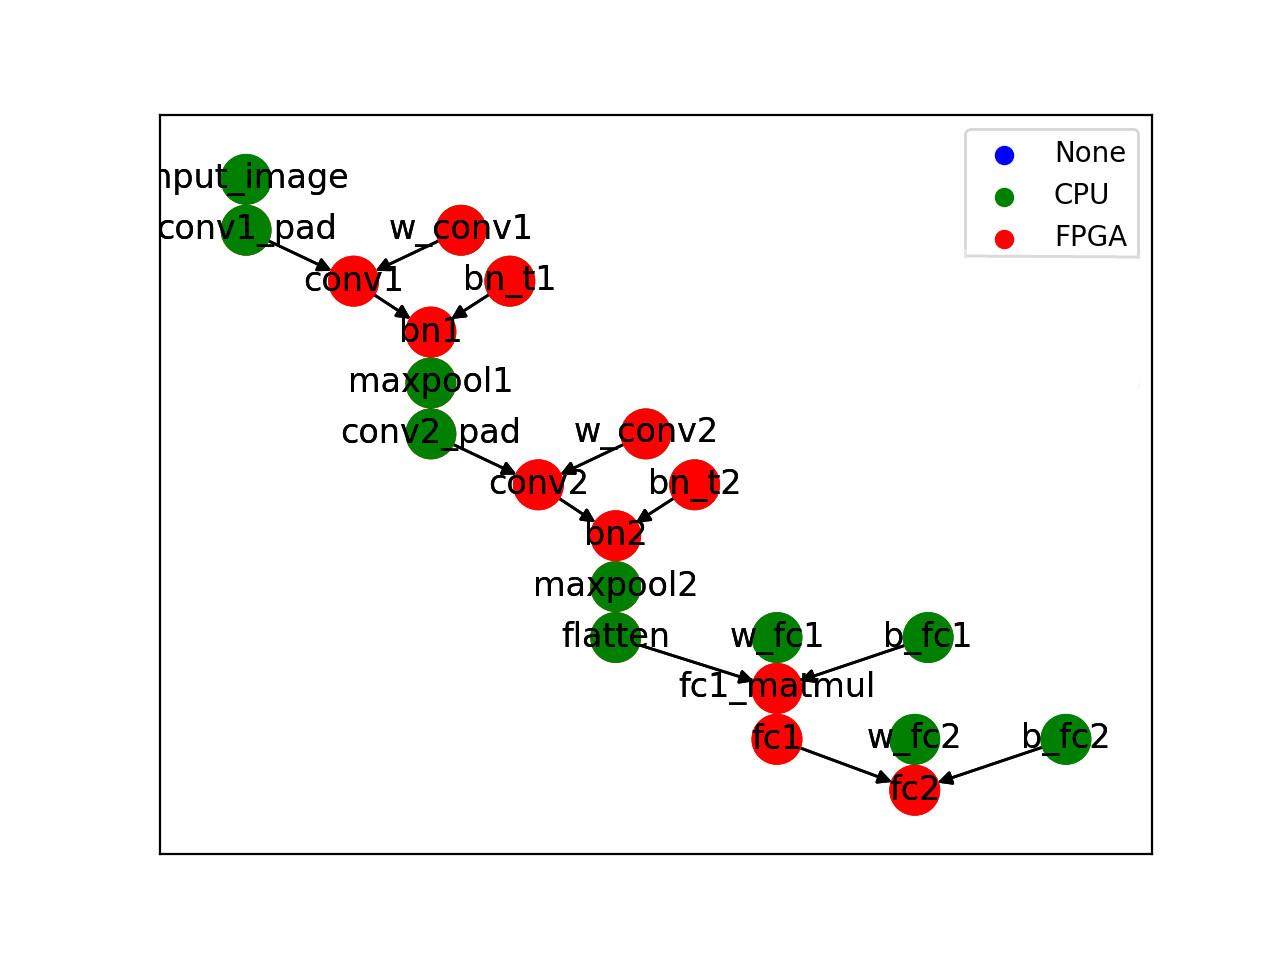 None
CPU
FPGA
nput_image
conv1_pad
w_conv1
conv1
bn_t1
bn1
maxpool1
conv2_pad
w_conv2
conv2
bn_t2
bn2
maxpool2
flatten
w_fc1
b_fc1
fc1_matmul
fc1
w_fc2
b_fc2
fc2